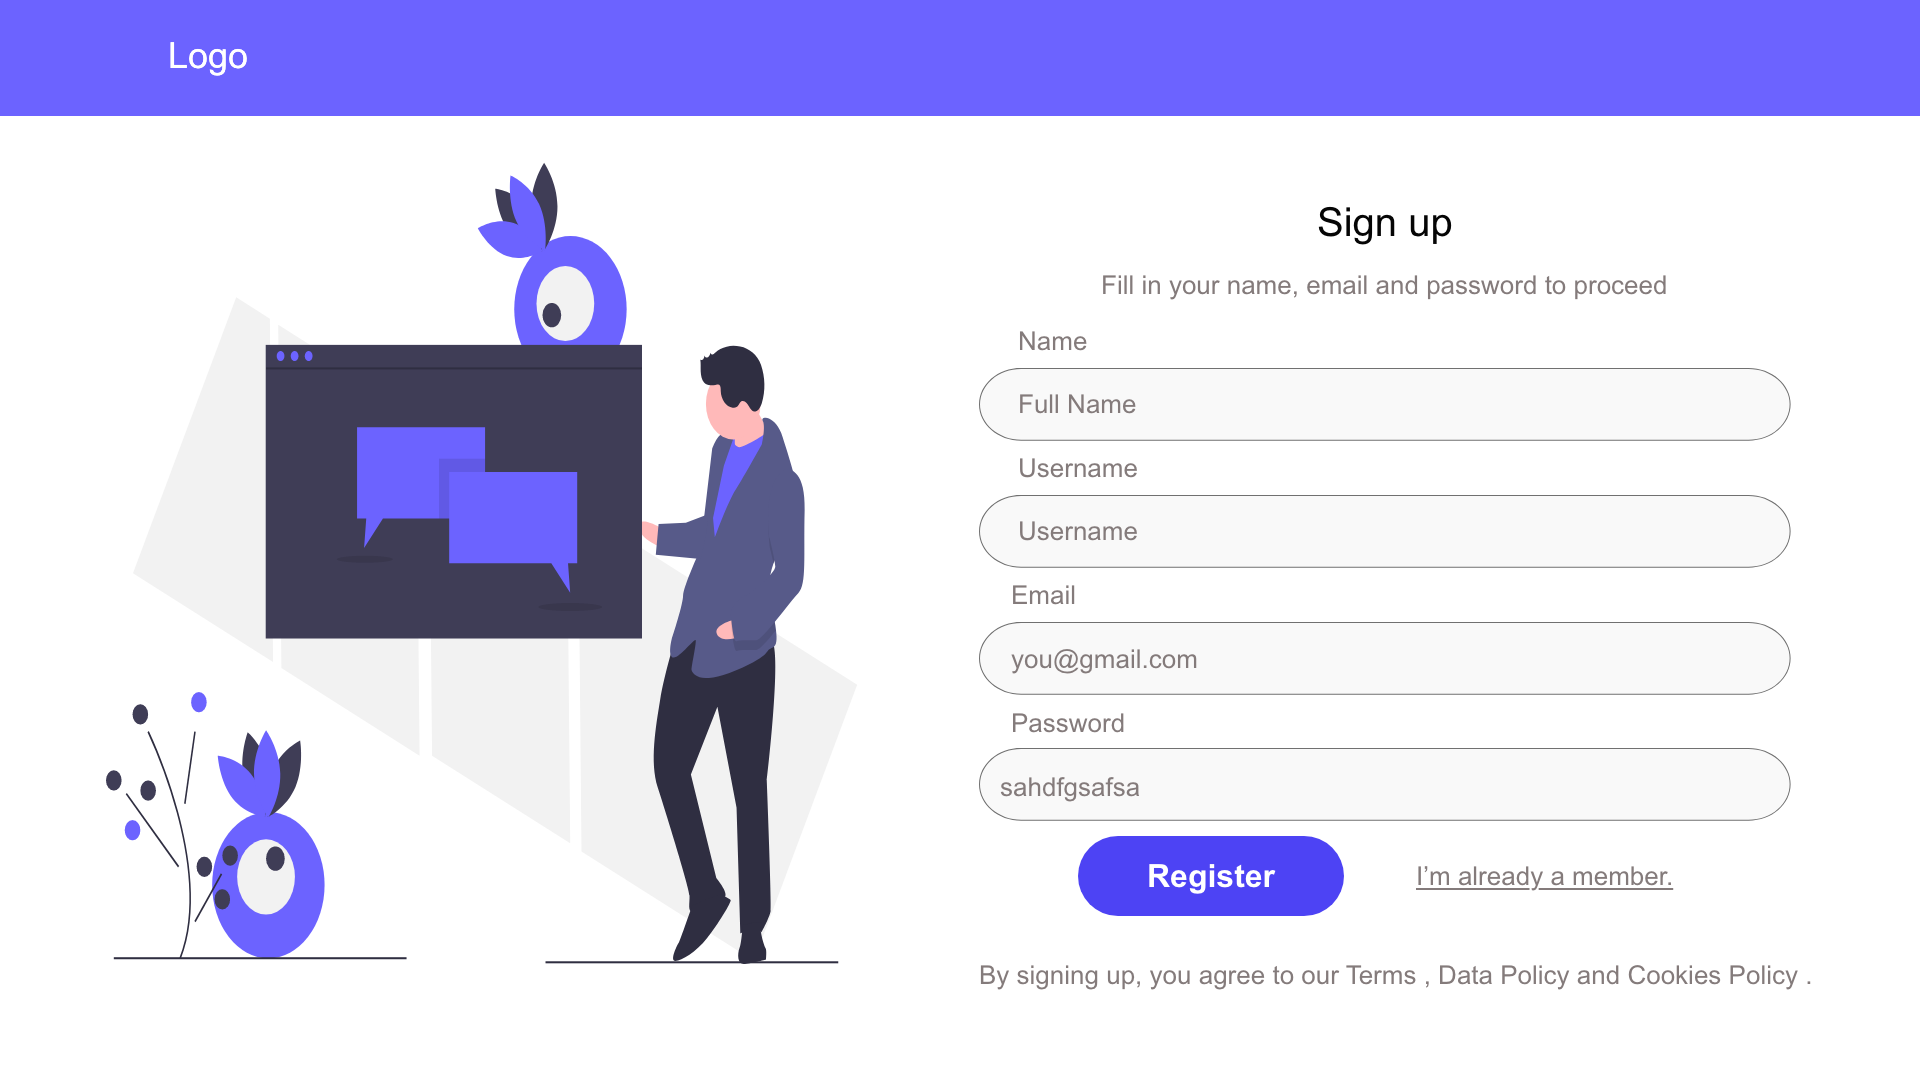 Logo
Sign up
Fill in your name, email and password to proceed
Name
Full Name
Username
Username
Email
you@gmail.com
Password
sahdfgsafsa
Register
I’m already a member.
By signing up, you agree to our Terms , Data Policy and Cookies Policy .